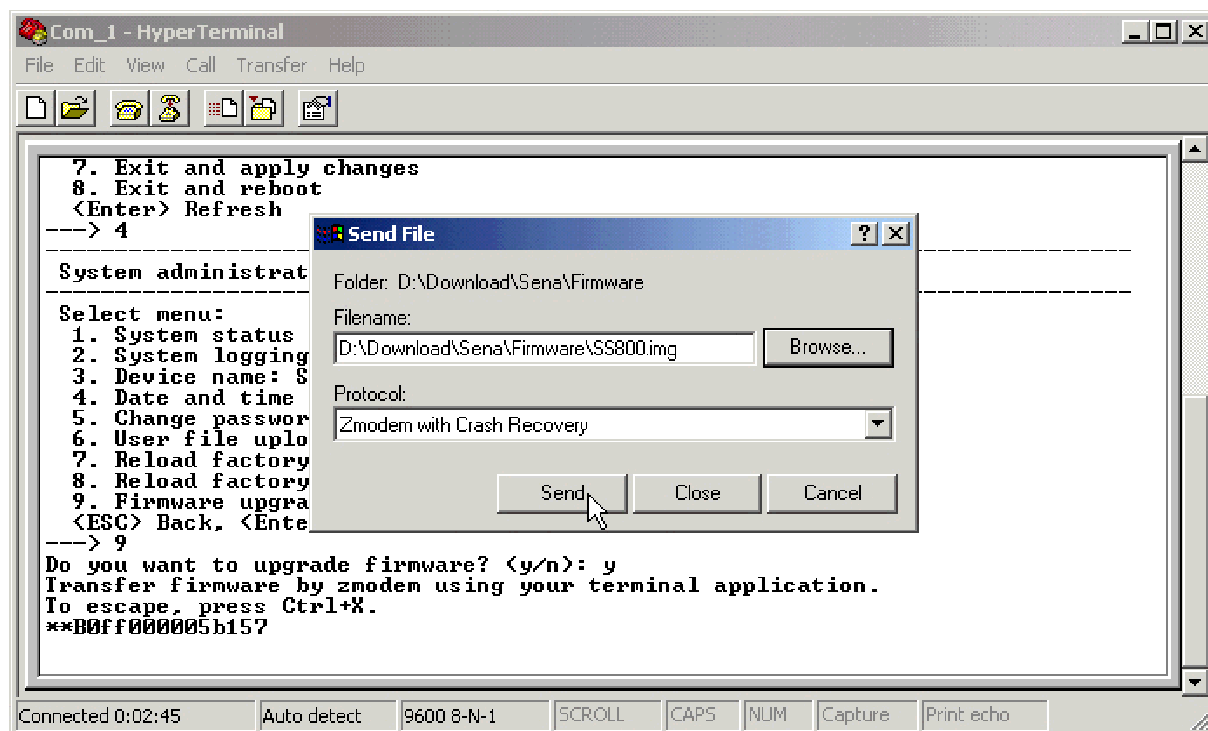 Com_1 - HyperTerminal
File Edit View Call Transfer Help
7. Exit and apply changes
8. Exit and reboot
<Enter> Refresh
---> 4
System administrat
Select menu:
1. System status
2. System logging
3. Device name: S
4. Date and time
5. Change passwor
6. User file uplo
7. Reload factory
8. Reload factory
9. Firmware upgra
<ESC> Back, <Ente
---> 9
Do you want to upgrade firmware? (y/n): y
Transfer firmware by zmodem using your terminal application.
To escape, press Ctrl+X.
**B0ff000005b157
Send File
Folder: D:\Download\Sena\Firmware
Filename:
D:\Download\Sena\Firmware\SS800.img
Browse...
Protocol:
Zmodem with Crash Recovery
Send Close Cancel
Connected 0:02:45 Auto detect 9600 8-N-1 SCROLL CAPS NUM Capture Print echo